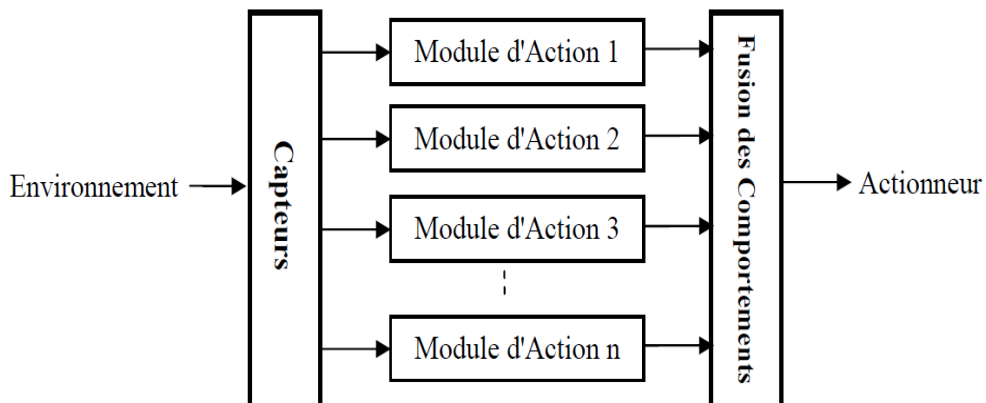 Environnement
Capteurs
Module d'Action 1
Module d'Action 2
Module d'Action 3
Module d'Action n
Fusion des Comportements
Actionneur